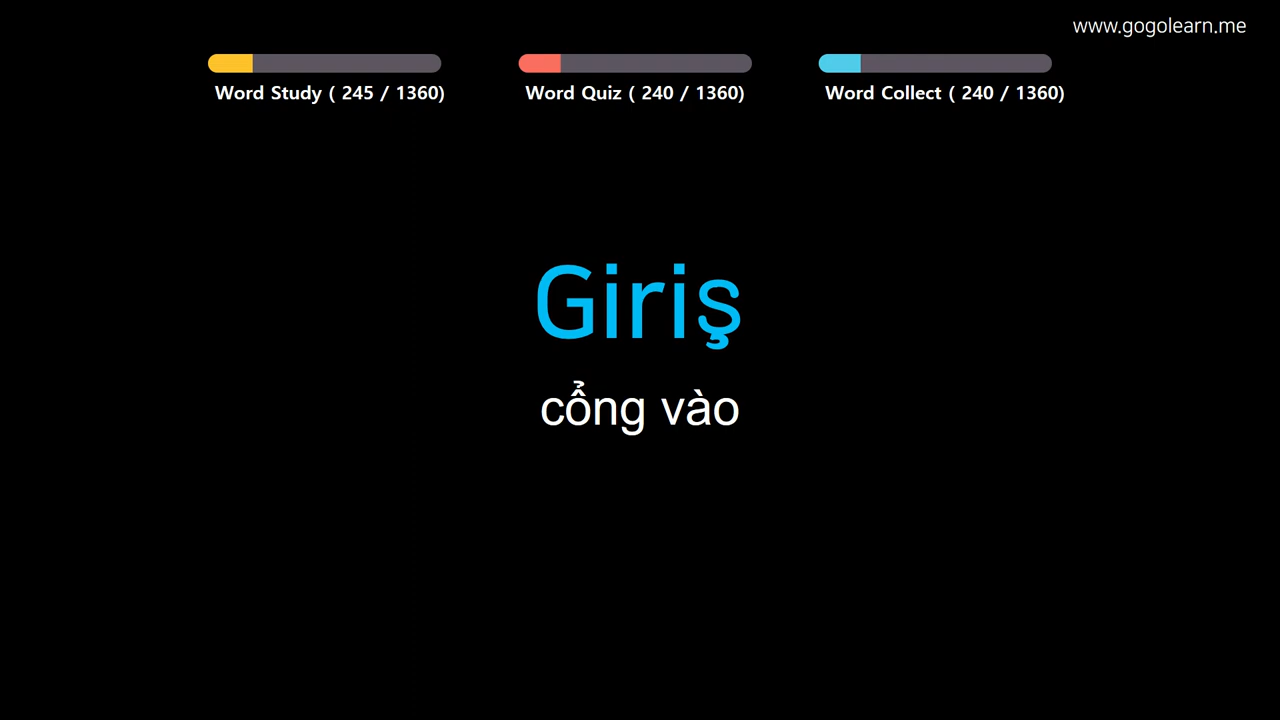 www.gogolearn.me
Word Study ( 245 / 1360)
Word Quiz ( 240 / 1360)
Word Collect ( 240 / 1360)
Giriş
cổng vào